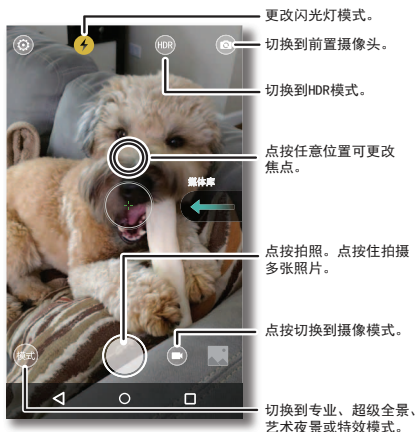 更改闪光灯模式。
切换到前置摄像头。
HDR
切换到HDR模式。
点按任意位置可更改
焦点。
媒体库
点按拍照。点按住拍摄
多张照片。
点按切换到摄像模式。
模式
切换到专业、超级全景、
艺术夜景或特效模式。